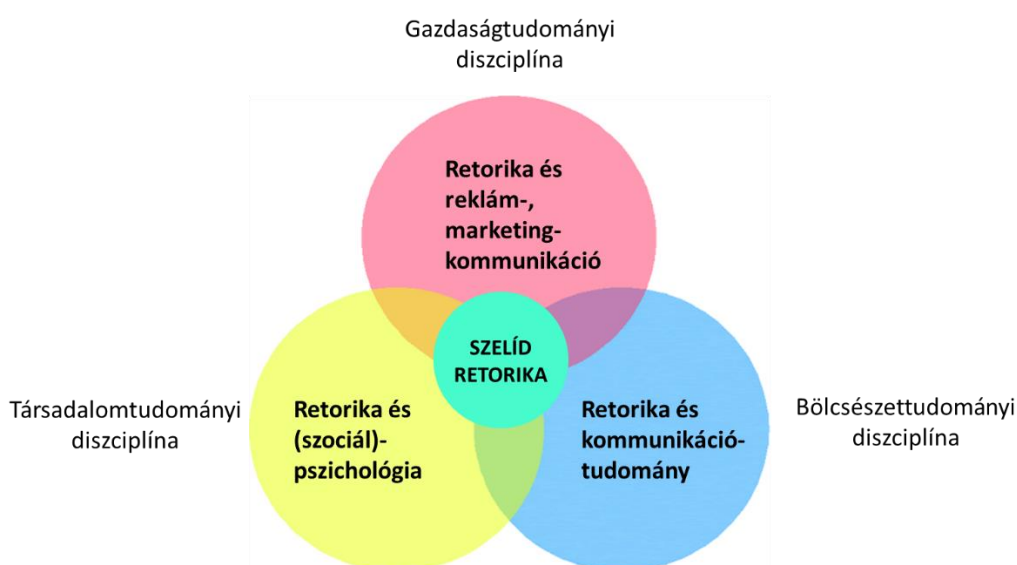 Gazdaságtudományi
diszciplína
Retorika és
reklám-,
marketing-
kommunikáció
SZELÍD
RETORIKA
Társadalomtudományi
diszciplína
Retorika és
(szociál)-
pszichológia
Retorika és
kommunikáció-
tudomány
Bölcsészettudományi
diszciplína